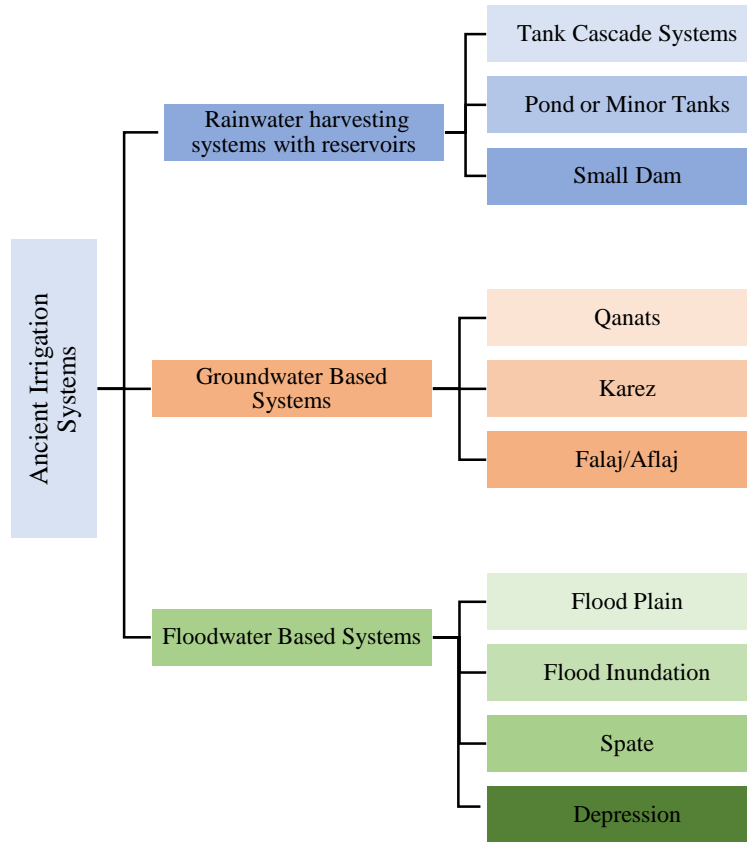 Ancient Irrigation
Systems
Rainwater harvesting
systems with reservoirs
Tank Cascade Systems
Pond or Minor Tanks
Small Dam
Groundwater Based
Systems
Qanats
Karez
Falaj/Aflaj
Floodwater Based Systems
Flood Plain
Flood Inundation
Spate
Depression